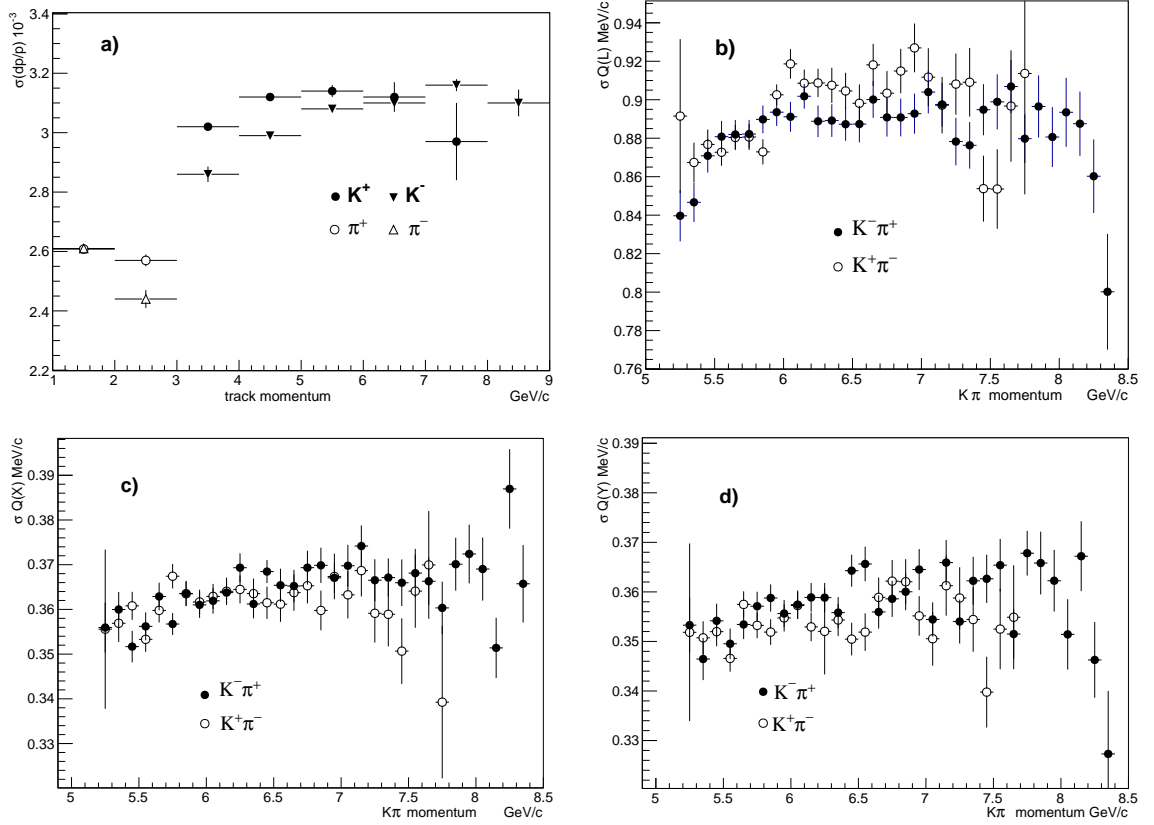 σ(dp/p) 10⁻³
3.4
3.2
3
2.8
2.6
2.4
2.2
a)
K⁺ K⁻
π⁺ π⁻
1 2 3 4 5 6 7 8 9
track momentum GeV/c
σ Q(L) MeV/c
0.94
0.92
0.9
0.88
0.86
0.84
0.82
0.8
0.78
0.76
b)
K⁻π⁺
K⁺π⁻
5 5.5 6 6.5 7 7.5 8 8.5
Kπ momentum GeV/c
σ Q(X) MeV/c
0.39
0.38
0.37
0.36
0.35
0.34
0.33
c)
K⁻π⁺
K⁺π⁻
5 5.5 6 6.5 7 7.5 8 8.5
Kπ momentum GeV/c
σ Q(Y) MeV/c
0.39
0.38
0.37
0.36
0.35
0.34
0.33
d)
K⁻π⁺
K⁺π⁻
5 5.5 6 6.5 7 7.5 8 8.5
Kπ momentum GeV/c